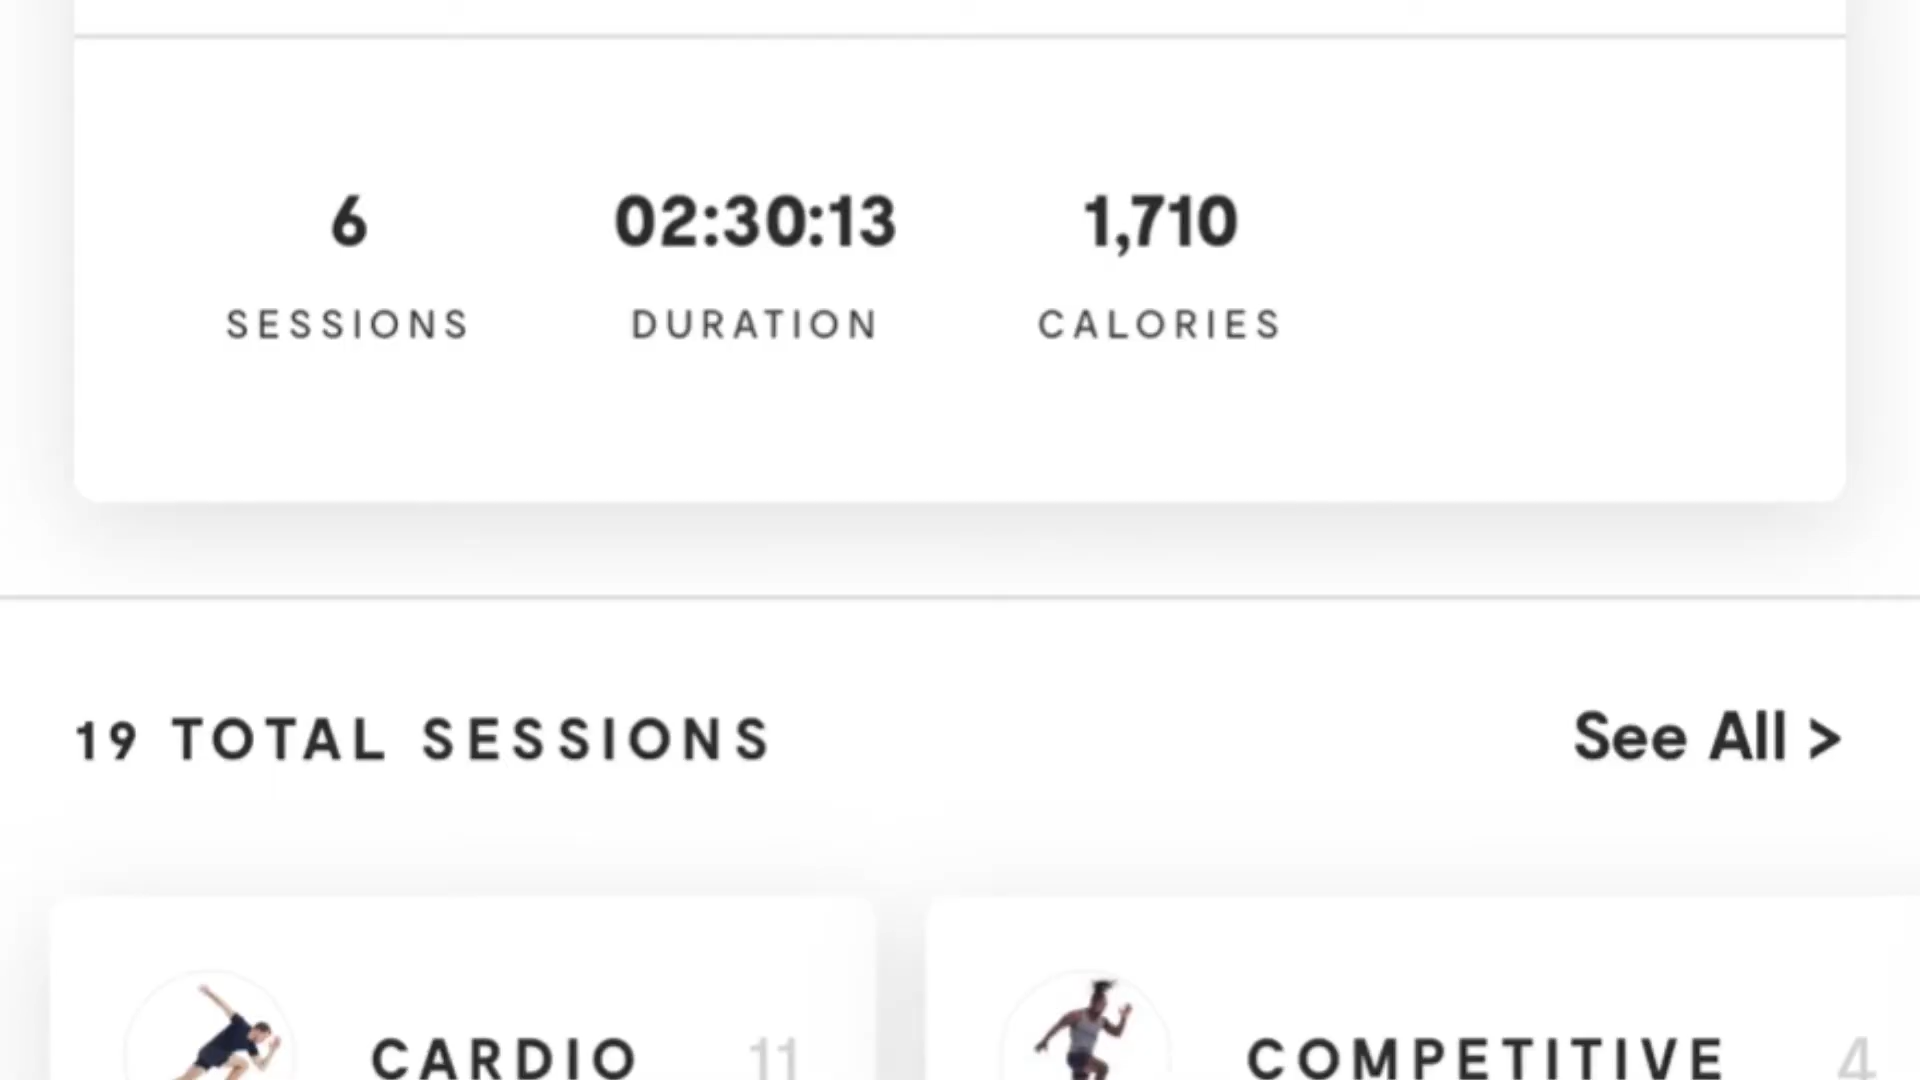 6 02:30:13 1,710
SESSIONS DURATION CALORIES
19 TOTAL SESSIONS See All >
CARDIO 11 COMPETITIVE 4